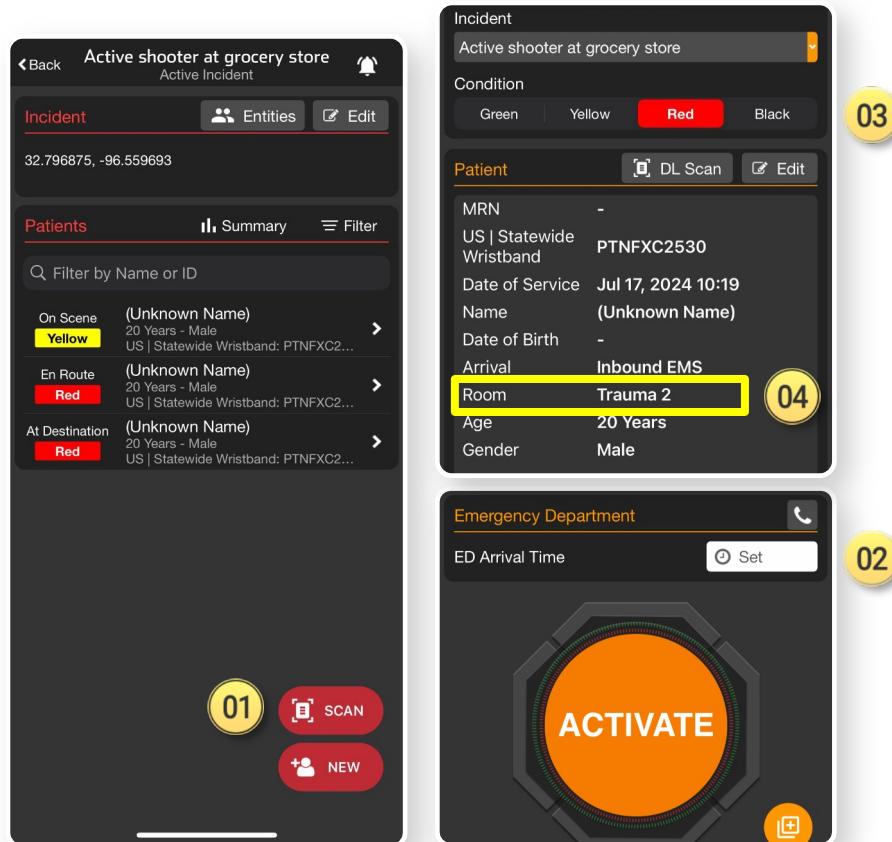 Back
Active shooter at grocery store
Active Incident
Incident
Entities
Edit
32.796875, -96.559693
Patients
Summary
Filter
Filter by Name or ID
On Scene
Yellow
(Unknown Name)
20 Years - Male
US | Statewide Wristband: PTNFXC2...
En Route
Red
(Unknown Name)
20 Years - Male
US | Statewide Wristband: PTNFXC2...
At Destination
Red
(Unknown Name)
20 Years - Male
US | Statewide Wristband: PTNFXC2...
01
SCAN
NEW
Incident
Active shooter at grocery store
Condition
Green Yellow Red Black
03
Patient
DL Scan
Edit
MRN -
US | Statewide
Wristband
PTNFXC2530
Date of Service Jul 17, 2024 10:19
Name (Unknown Name)
Date of Birth -
Arrival Inbound EMS
Room Trauma 2
04
Age 20 Years
Gender Male
Emergency Department
ED Arrival Time Set
02
ACTIVATE